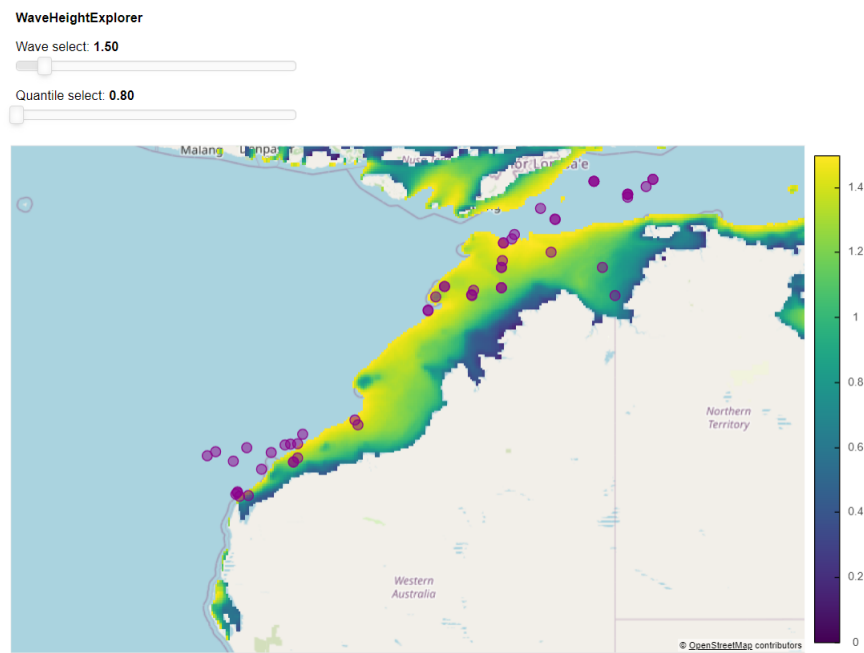 WaveHeightExplorer
Wave select: 1.50
Quantile select: 0.80
Malang
1.4
1.2
1
0.8
0.6
0.4
0.2
0
Northern
Territory
Western
Australia
© OpenStreetMap contributors